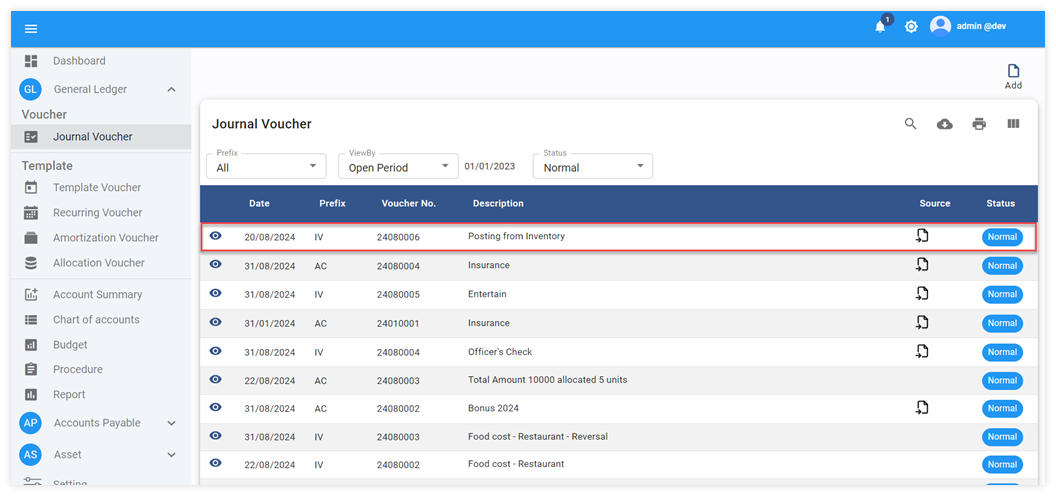 1
admin @dev
Dashboard
GL General Ledger
Voucher
Journal Voucher
Template
Template Voucher
Recurring Voucher
Amortization Voucher
Allocation Voucher
Account Summary
Chart of accounts
Budget
Procedure
Report
AP Accounts Payable
AS Asset
Setting
Add
Journal Voucher
Prefix ViewBy Status
All Open Period 01/01/2023 Normal
Date Prefix Voucher No. Description Source Status
20/08/2024 IV 24080006 Posting from Inventory Normal
31/08/2024 AC 24080004 Insurance Normal
31/08/2024 IV 24080005 Entertain Normal
31/01/2024 AC 24010001 Insurance Normal
31/08/2024 IV 24080004 Officer's Check Normal
22/08/2024 AC 24080003 Total Amount 10000 allocated 5 units Normal
31/08/2024 AC 24080002 Bonus 2024 Normal
31/08/2024 IV 24080003 Food cost - Restaurant - Reversal Normal
22/08/2024 IV 24080002 Food cost - Restaurant Normal